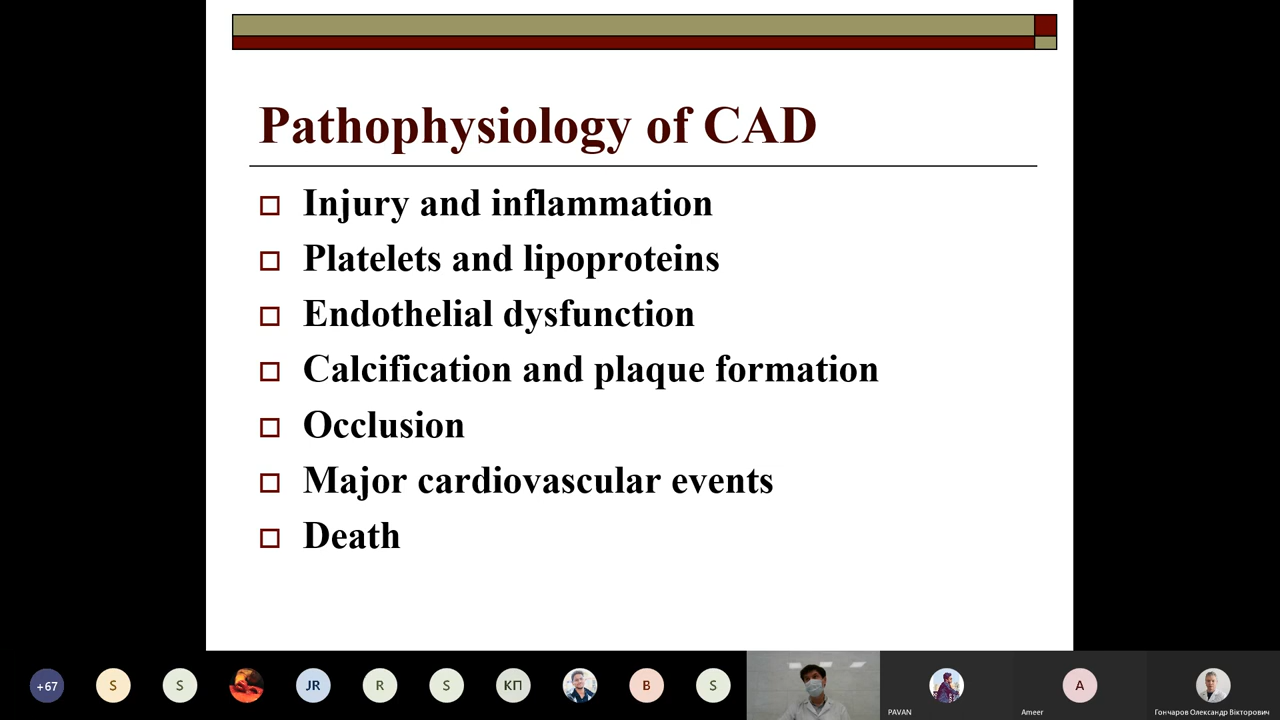 Pathophysiology of CAD
Injury and inflammation
Platelets and lipoproteins
Endothelial dysfunction
Calcification and plaque formation
Occlusion
Major cardiovascular events
Death
+67
S
S
JR
R
S
КП
B
S
PAVAN
A
Ameer
Гончаров Олександр Вікторович